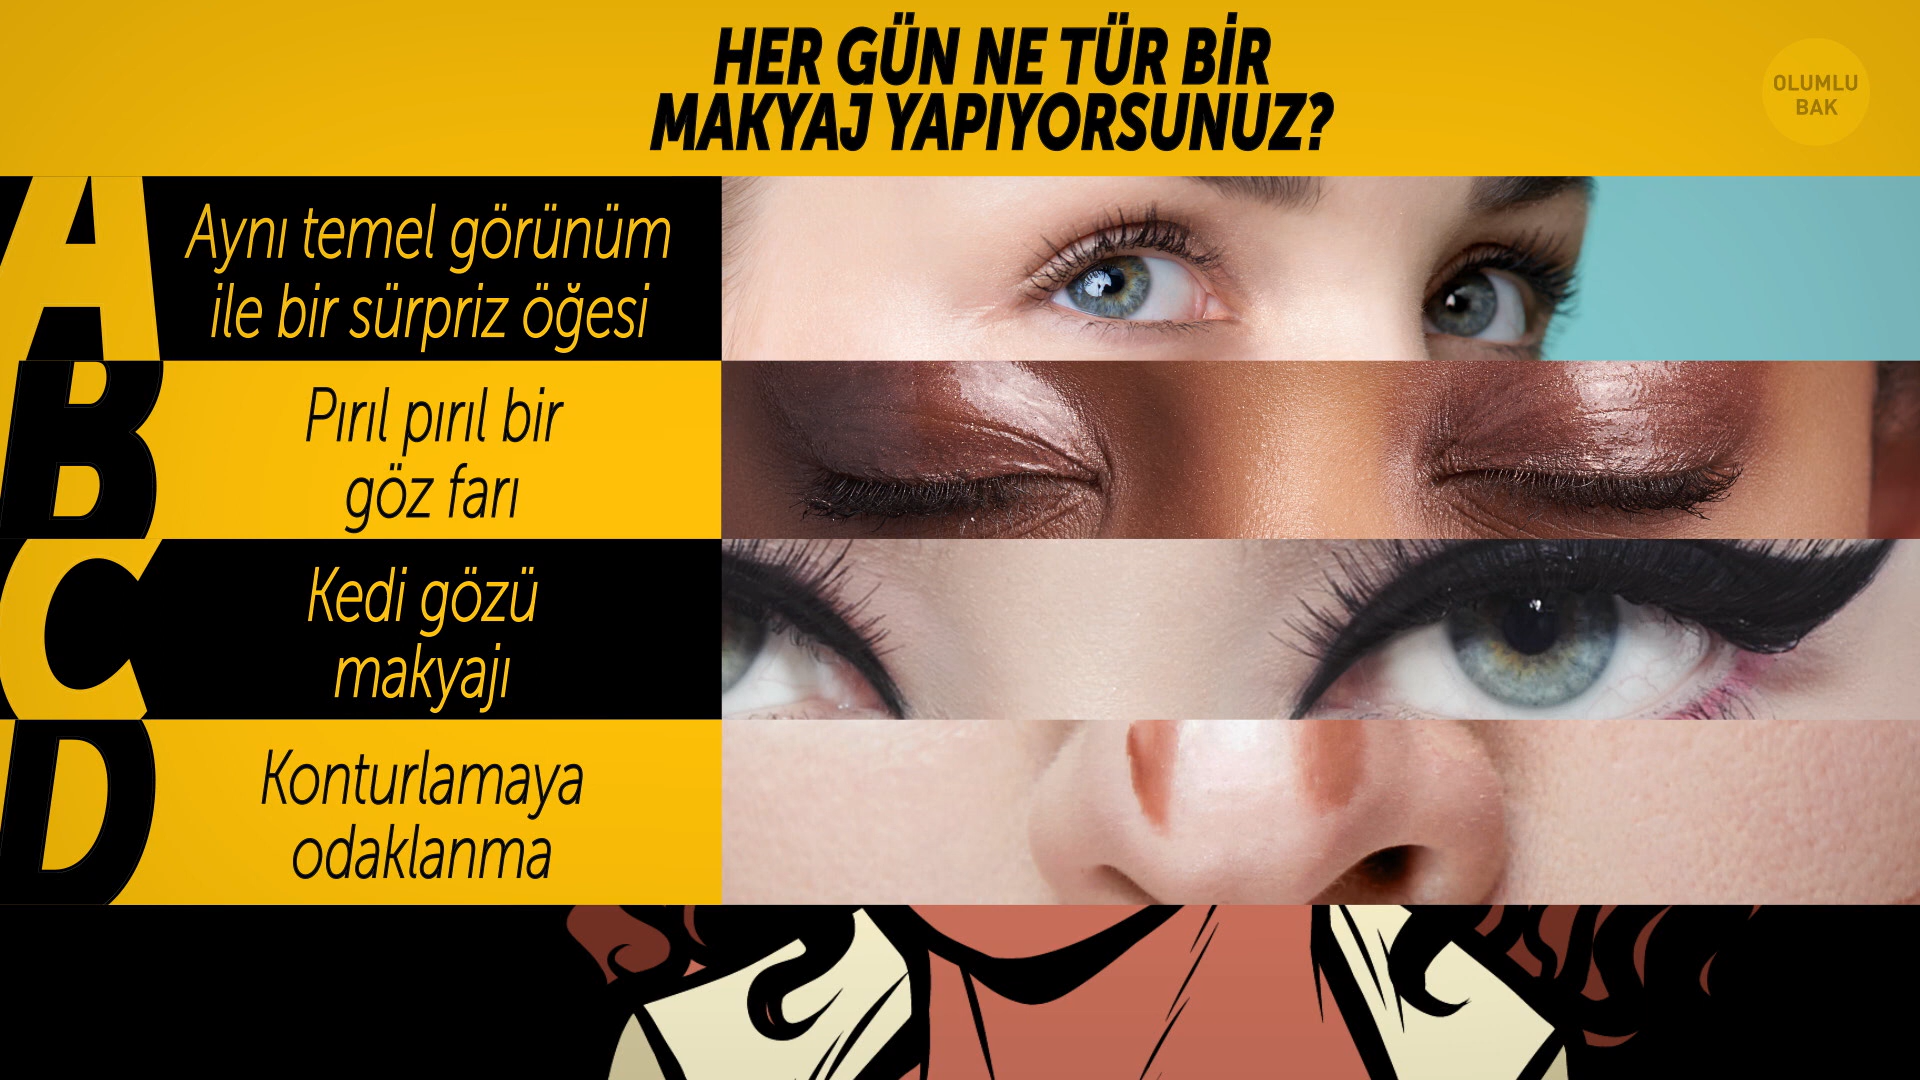 HER GÜN NE TÜR BİR
MAKYAJ YAPIYORSUNUZ?
OLUMLU
BAK
A
Aynı temel görünüm
ile bir sürpriz öğesi
B
Pırıl pırıl bir
göz farı
C
Kedi gözü
makyajı
D
Konturlamaya
odaklanma